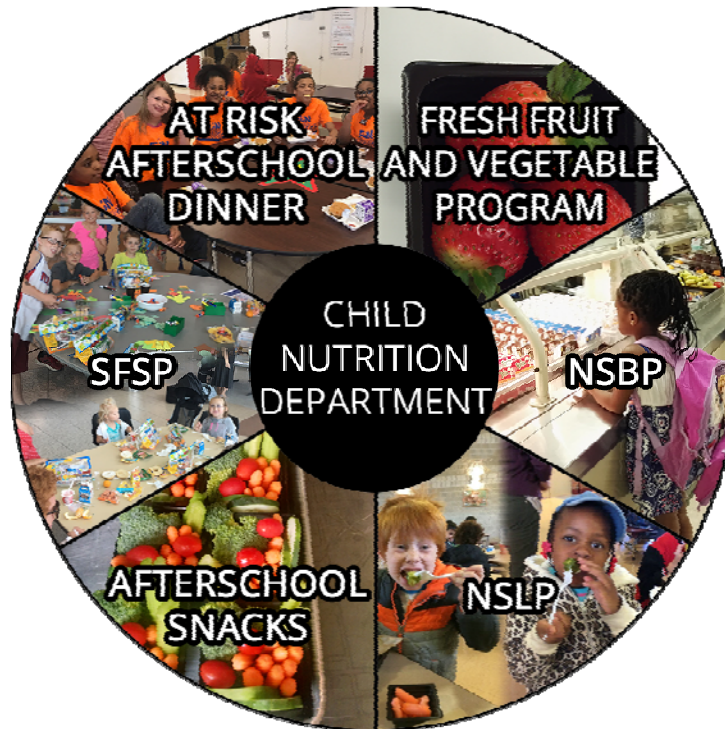 AT RISK
AFTERSCHOOL
DINNER
FRESH FRUIT
AND VEGETABLE
PROGRAM
SFSP
CHILD
NUTRITION
DEPARTMENT
NSBP
AFTERSCHOOL
SNACKS
NSLP